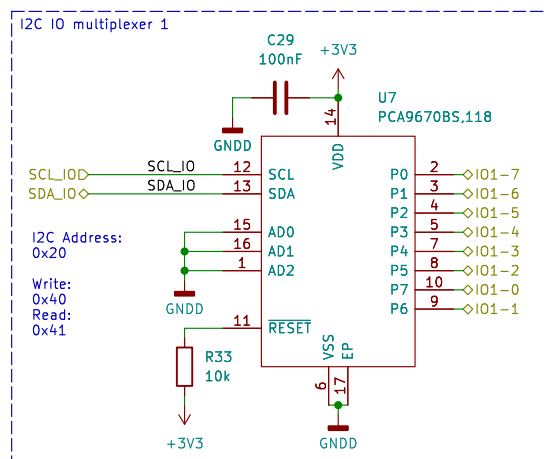 I2C IO multiplexer 1
C29
100nF
+3V3
GNDD
U7
PCA9670BS,118
14
VDD
SCL_IO
SCL_IO
12
SCL
SDA_IO
SDA_IO
13
SDA
P0
2
IO1-7
P1
3
IO1-6
P2
4
IO1-5
P3
5
IO1-4
P4
7
IO1-3
P5
8
IO1-2
P7
10
IO1-0
P6
9
IO1-1
I2C Address:
0x20
Write:
0x40
Read:
0x41
15
AD0
16
AD1
1
AD2
GNDD
11
RESET
R33
10k
+3V3
VSS
EP
6
17
GNDD